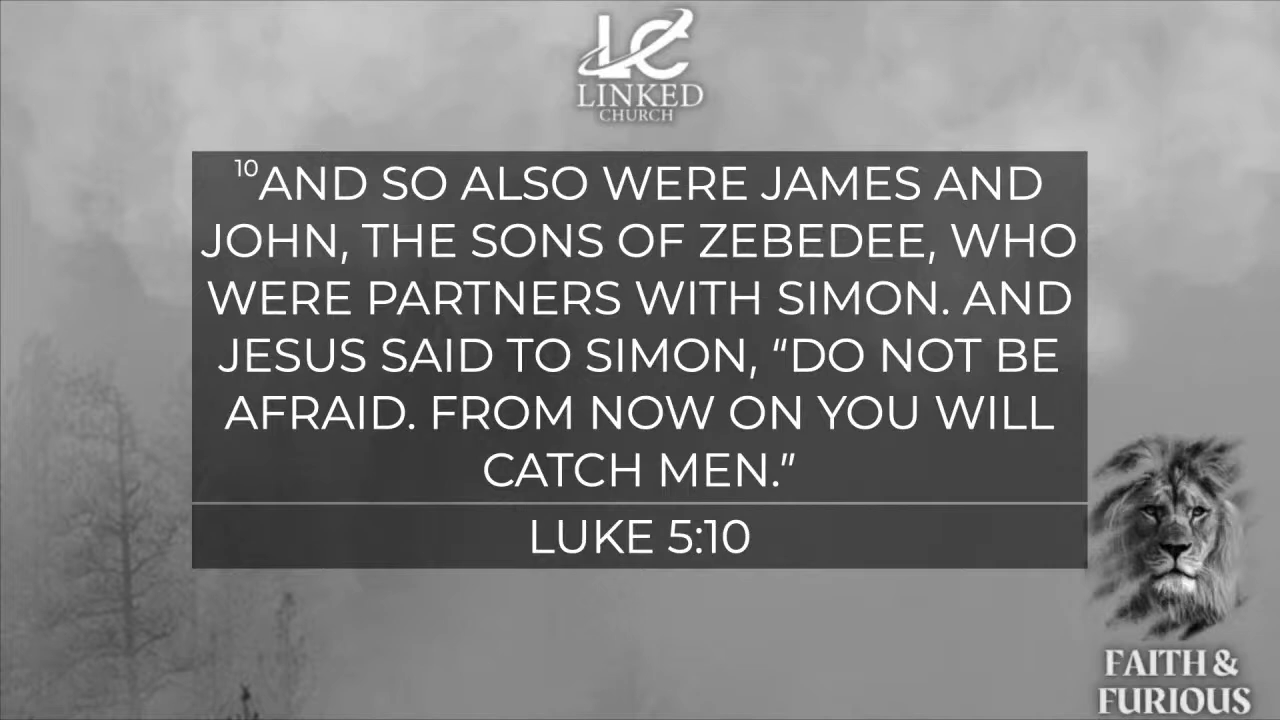 LC
LINKED
CHURCH
10AND SO ALSO WERE JAMES AND
JOHN, THE SONS OF ZEBEDEE, WHO
WERE PARTNERS WITH SIMON. AND
JESUS SAID TO SIMON, “DO NOT BE
AFRAID. FROM NOW ON YOU WILL
CATCH MEN.”
LUKE 5:10
FAITH &
FURIOUS